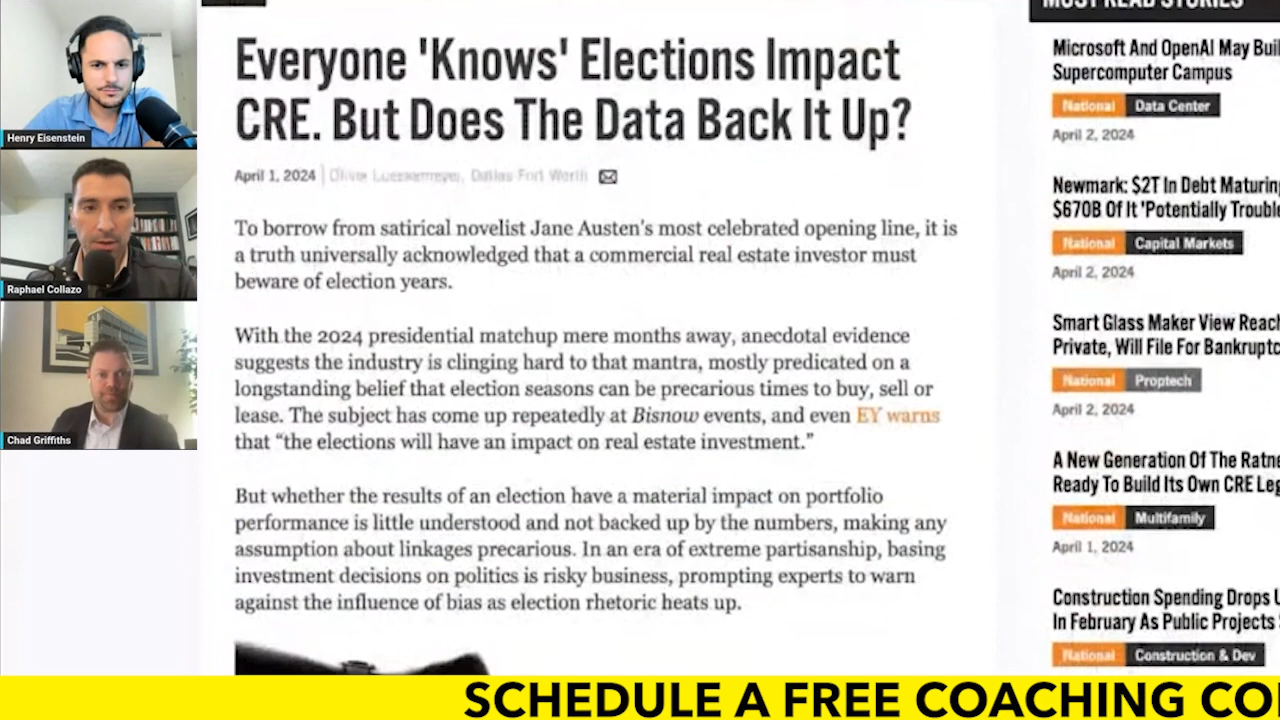 Henry Eisenstein
Raphael Collazo
Chad Griffiths
Everyone 'Knows' Elections Impact
CRE. But Does The Data Back It Up?
April 1, 2024
Dallas Fort Worth
To borrow from satirical novelist Jane Austen's most celebrated opening line, it is
a truth universally acknowledged that a commercial real estate investor must
beware of election years.
With the 2024 presidential matchup mere months away, anecdotal evidence
suggests the industry is clinging hard to that mantra, mostly predicated on a
longstanding belief that election seasons can be precarious times to buy, sell or
lease. The subject has come up repeatedly at Bisnow events, and even EY warns
that “the elections will have an impact on real estate investment.”
But whether the results of an election have a material impact on portfolio
performance is little understood and not backed up by the numbers, making any
assumption about linkages precarious. In an era of extreme partisanship, basing
investment decisions on politics is risky business, prompting experts to warn
against the influence of bias as election rhetoric heats up.
MOST READ STORIES
Microsoft And OpenAI May
Supercomputer Campus
National Data Center
April 2, 2024
Newmark: $2T In Debt Maturing
$670B Of It 'Potentially
National Capital Markets
April 2, 2024
Smart Glass Maker View
Private, Will File For
National Proptech
April 2, 2024
A New Generation Of The
Ready To Build Its Own CRE
National Multifamily
April 1, 2024
Construction Spending Drops
In February As Public Projects
National Construction & Dev
SCHEDULE A FREE COACHING